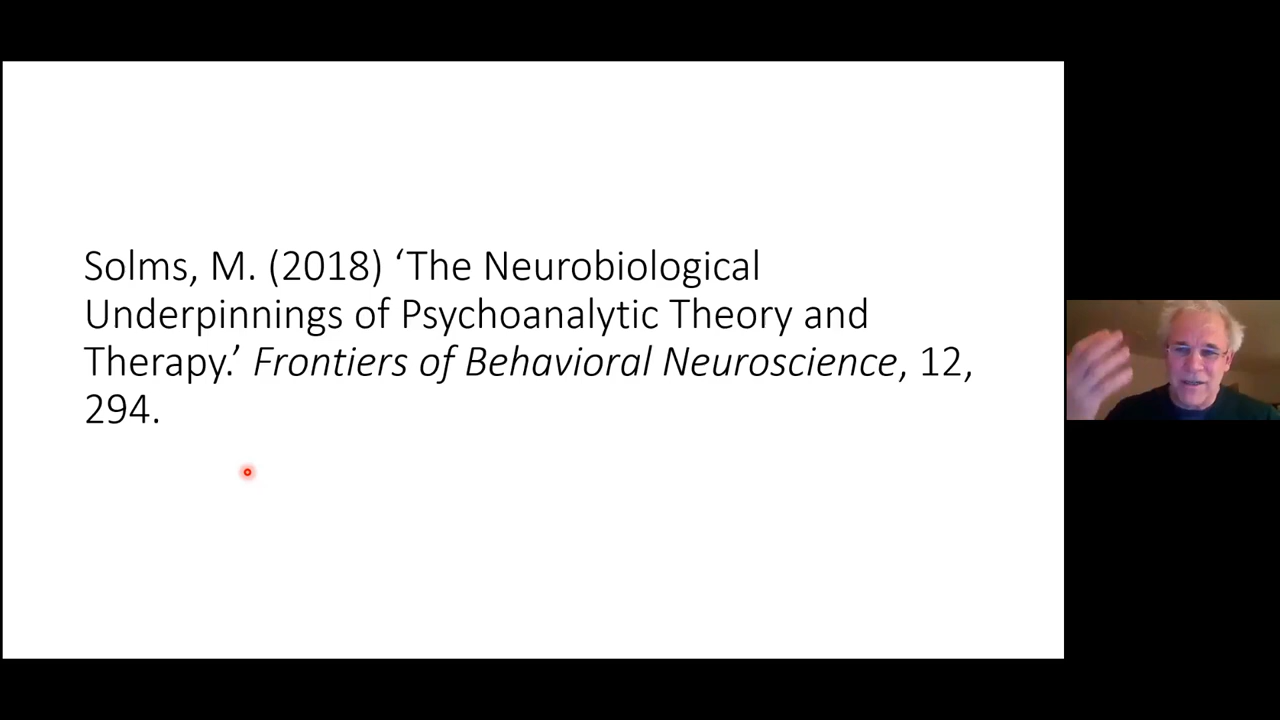 Solms, M. (2018) ‘The Neurobiological
Underpinnings of Psychoanalytic Theory and
Therapy.’ Frontiers of Behavioral Neuroscience, 12,
294.